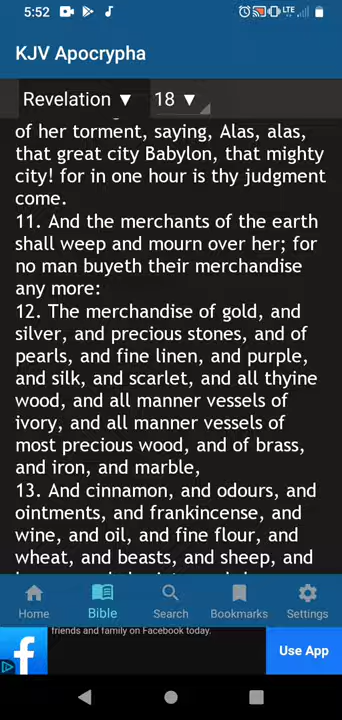 5:52
LTE
KJV Apocrypha
Revelation ▼ 18 ▼
of her torment, saying, Alas, alas,
that great city Babylon, that mighty
city! for in one hour is thy judgment
come.
11. And the merchants of the earth
shall weep and mourn over her; for
no man buyeth their merchandise
any more:
12. The merchandise of gold, and
silver, and precious stones, and of
pearls, and fine linen, and purple,
and silk, and scarlet, and all thyine
wood, and all manner vessels of
ivory, and all manner vessels of
most precious wood, and of brass,
and iron, and marble,
13. And cinnamon, and odours, and
ointments, and frankincense, and
wine, and oil, and fine flour, and
wheat, and beasts, and sheep, and
Home Bible Search Bookmarks Settings
friends and family on Facebook today.
Use App